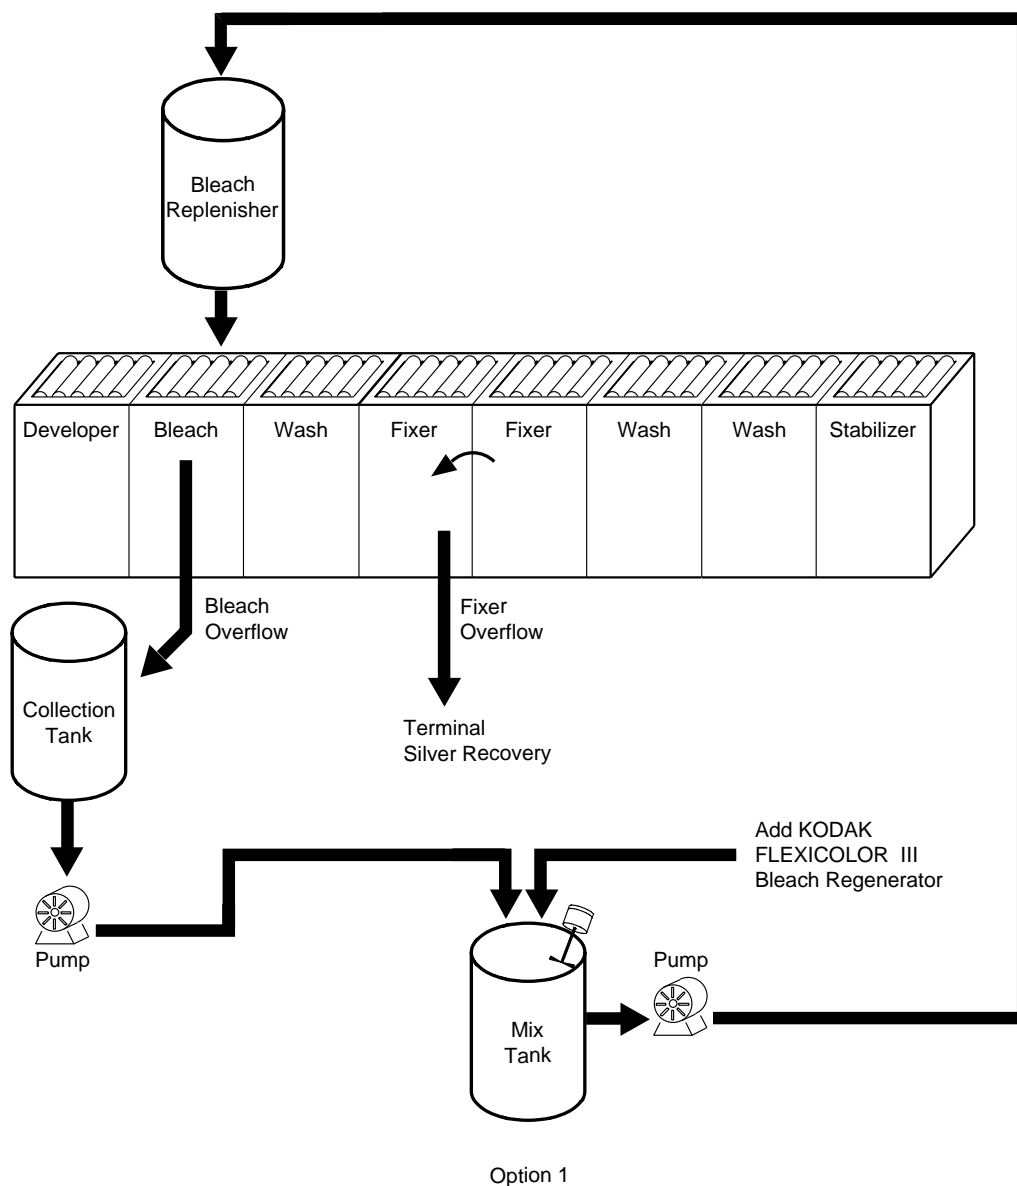 Bleach
Replenisher
Developer
Bleach
Wash
Fixer
Fixer
Wash
Wash
Stabilizer
Bleach
Overflow
Fixer
Overflow
Collection
Tank
Terminal
Silver Recovery
Add KODAK
FLEXICOLOR III
Bleach Regenerator
Pump
Pump
Mix
Tank
Option 1